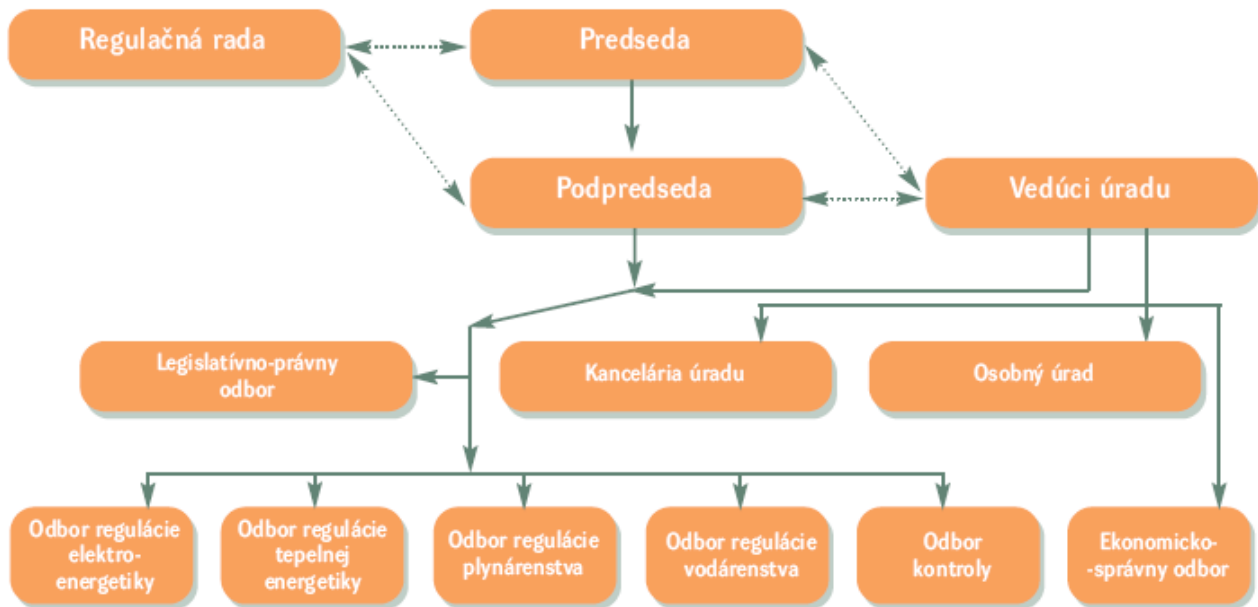 Regulačná rada
Predseda
Podpredseda
Vedúci úradu
Legislatívno-právny
odbor
Kancelária úradu
Osobný úrad
Odbor regulácie
elektro-
energetiky
Odbor regulácie
tepelnej
energetiky
Odbor regulácie
plynárenstva
Odbor regulácie
vodárenstva
Odbor
kontroly
Ekonomicko-
-správny odbor